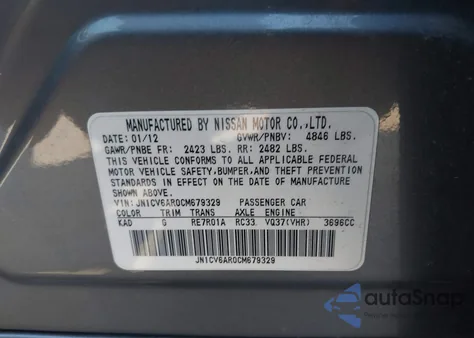 MANUFACTURED BY NISSAN MOTOR CO.,LTD.
DATE: 01/12 GVWR/PNBV: 4846 LBS.
GAWR/PNBE FR: 2423 LBS. RR: 2482 LBS.
THIS VEHICLE CONFORMS TO ALL APPLICABLE FEDERAL
MOTOR VEHICLE SAFETY,BUMPER,AND THEFT PREVENTION
STANDARDS IN EFFECT ON THE DATE OF MANUFACTURE
SHOWN ABOVE.
VIN: JN1CV6AR0CM679329 PASSENGER CAR
COLOR TRIM TRANS AXLE ENGINE
KAD G RE7R01A RC33 VQ37(VHR) 3696CC
JN1CV6AR0CM679329
autoSnap